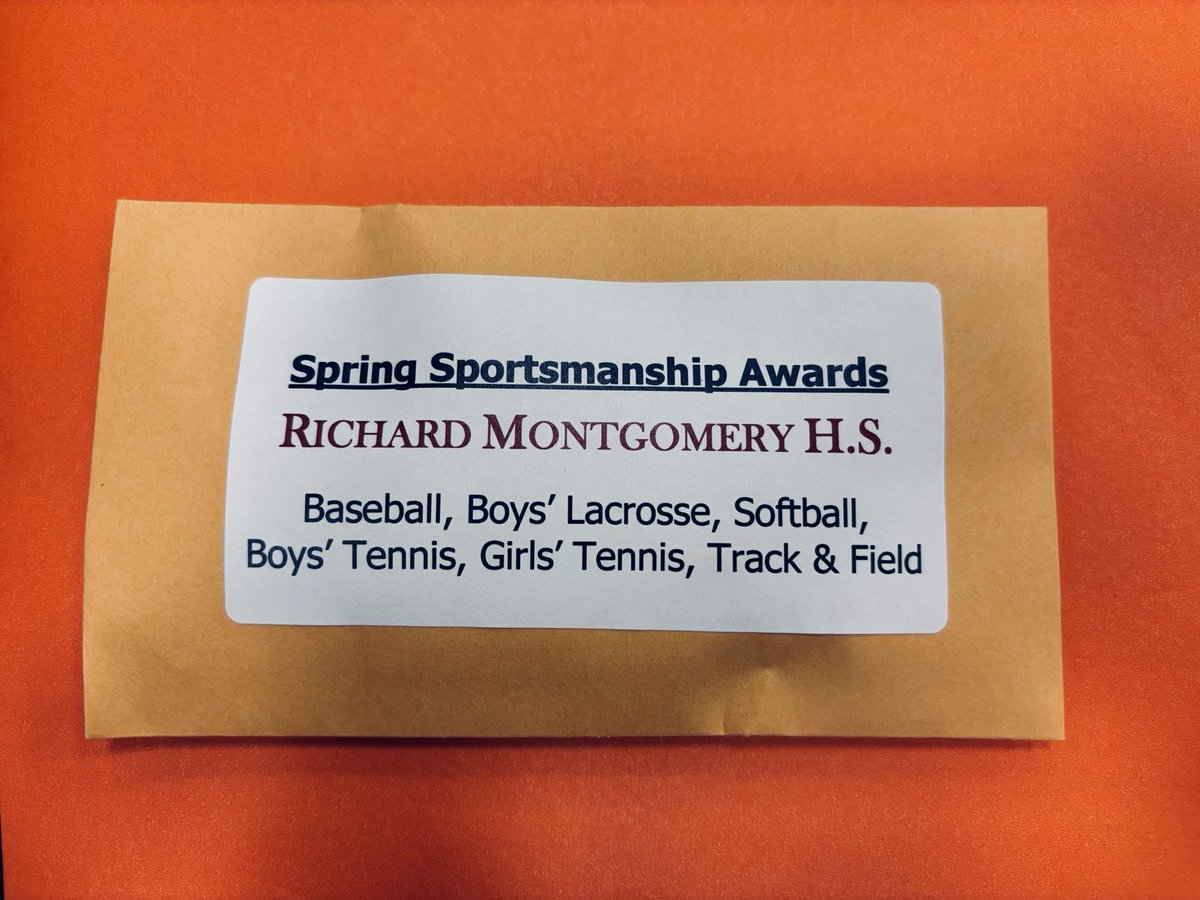 Spring Sportsmanship Awards
RICHARD MONTGOMERY H.S.
Baseball, Boys’ Lacrosse, Softball,
Boys’ Tennis, Girls’ Tennis, Track & Field